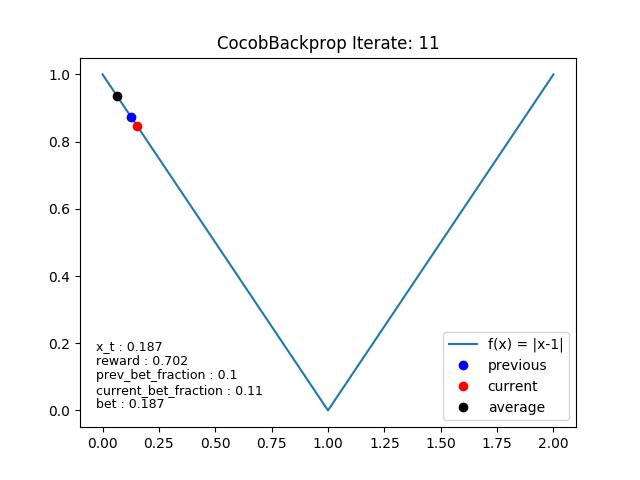 CocobBackprop Iterate: 11
1.0
0.8
0.6
0.4
0.2
0.0
x_t : 0.187
reward : 0.702
prev_bet_fraction : 0.1
current_bet_fraction : 0.11
bet : 0.187
f(x) = |x-1|
previous
current
average
0.00 0.25 0.50 0.75 1.00 1.25 1.50 1.75 2.00